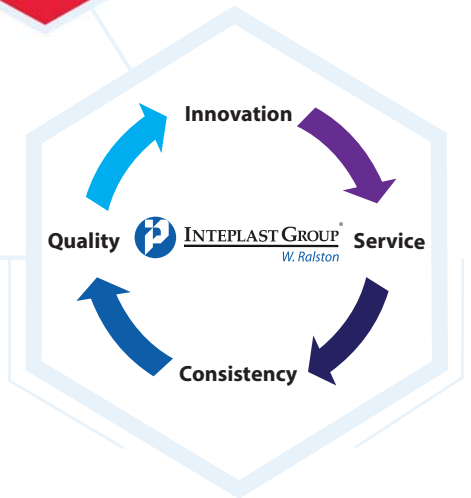 Innovation
Quality
INTEPLAST GROUP®
W. Ralston
Service
Consistency